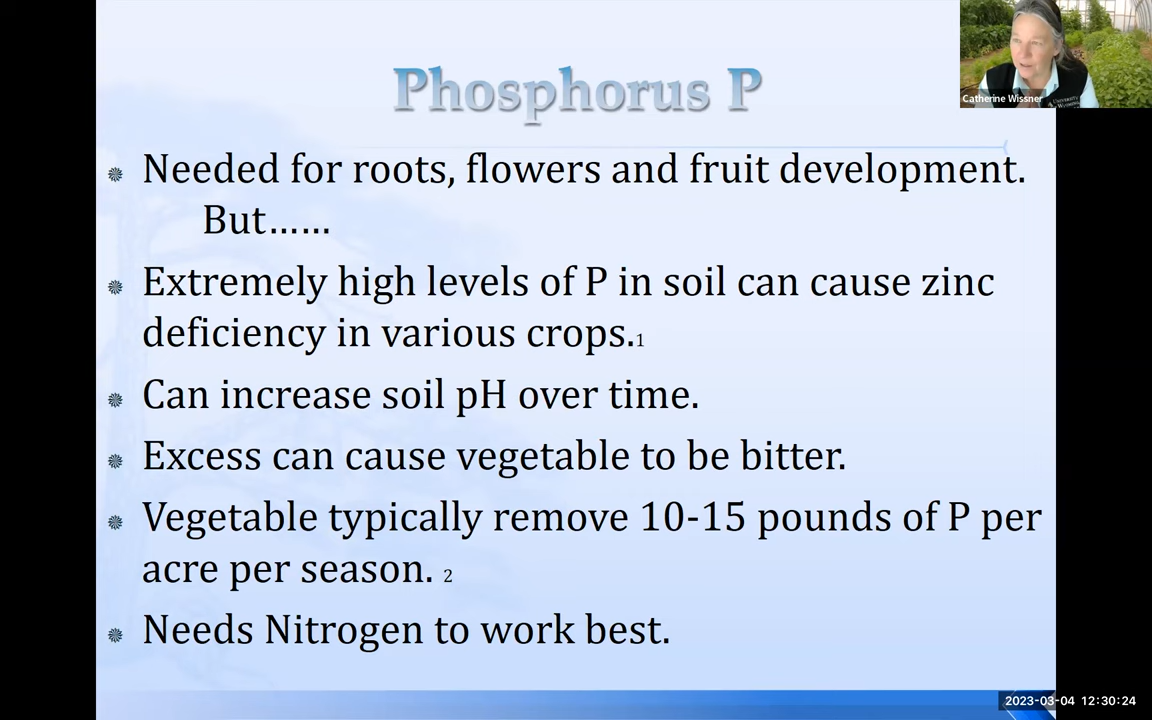 Phosphorus P
Catherine Wissner
Needed for roots, flowers and fruit development.
But……
Extremely high levels of P in soil can cause zinc
deficiency in various crops.1
Can increase soil pH over time.
Excess can cause vegetable to be bitter.
Vegetable typically remove 10-15 pounds of P per
acre per season. 2
Needs Nitrogen to work best.
2023-03-04 12:30:24